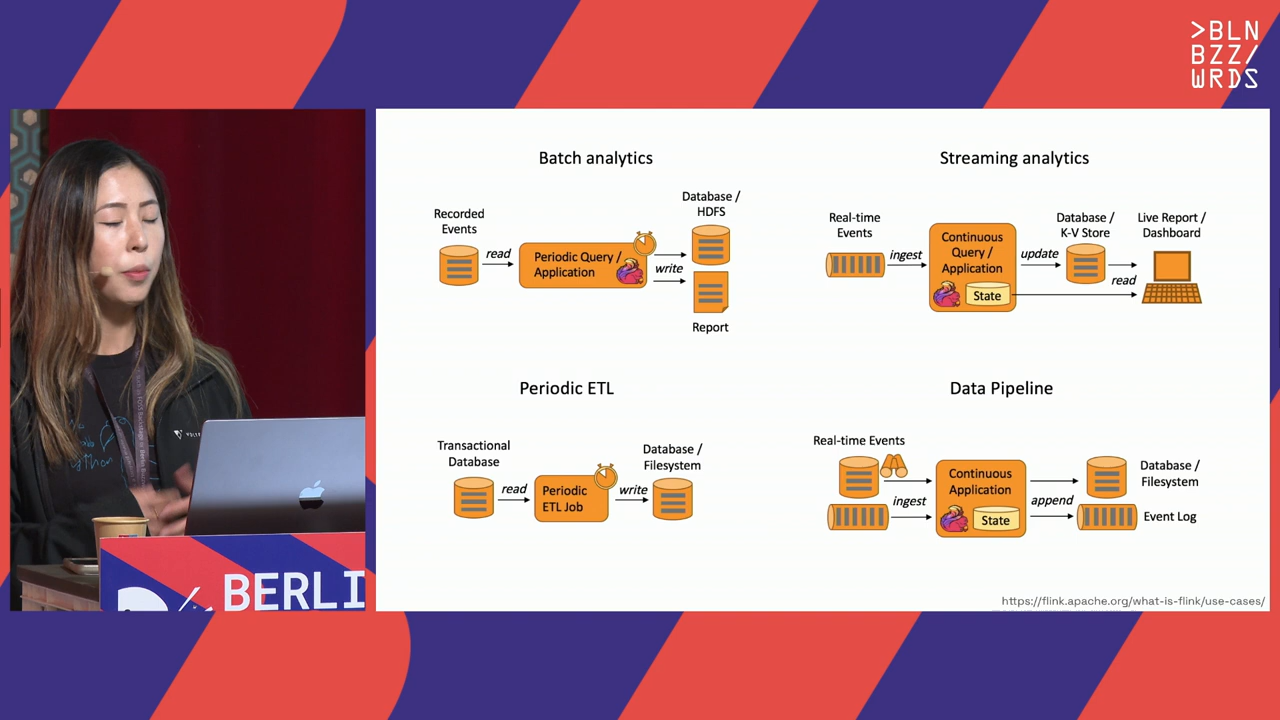 >BLN
BZZ/
WRDS
Batch analytics
Recorded
Events
read
Periodic Query /
Application
write
Database /
HDFS
Report
Streaming analytics
Real-time
Events
ingest
Continuous
Query /
Application
State
update
Database /
K-V Store
read
Live Report /
Dashboard
Periodic ETL
Transactional
Database
read
Periodic
ETL Job
write
Database /
Filesystem
Data Pipeline
Real-time Events
ingest
Continuous
Application
State
append
Database /
Filesystem
Event Log
https://flink.apache.org/what-is-flink/use-cases/
BERLI